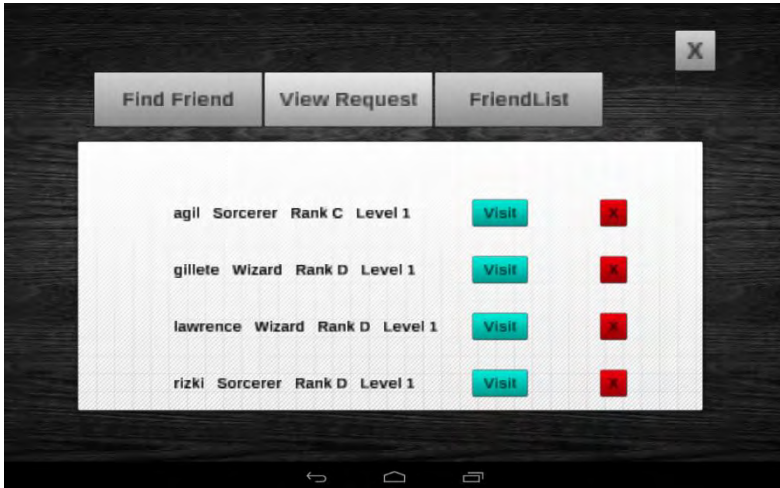 X
Find Friend View Request FriendList
agil Sorcerer Rank C Level 1 Visit X
gillete Wizard Rank D Level 1 Visit X
lawrence Wizard Rank D Level 1 Visit X
rizki Sorcerer Rank D Level 1 Visit X